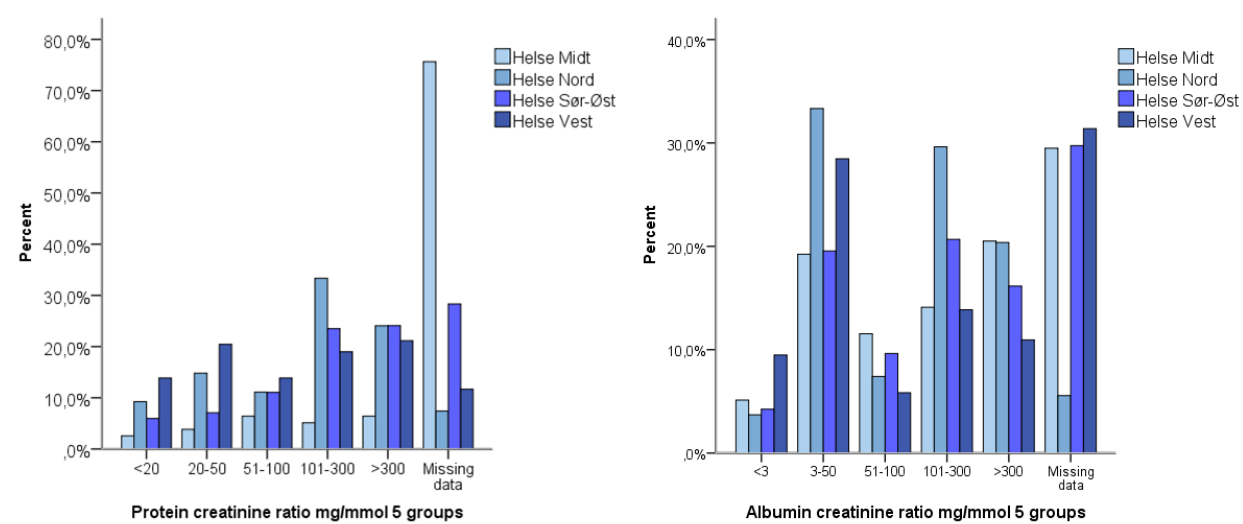 80,0%
70,0%
60,0%
50,0%
40,0%
30,0%
20,0%
10,0%
,0%
Percent
<20 20-50 51-100 101-300 >300 Missing
data
Protein creatinine ratio mg/mmol 5 groups
Helse Midt
Helse Nord
Helse Sør-Øst
Helse Vest
40,0%
30,0%
20,0%
10,0%
,0%
Percent
<3 3-50 51-100 101-300 >300 Missing
data
Albumin creatinine ratio mg/mmol 5 groups
Helse Midt
Helse Nord
Helse Sør-Øst
Helse Vest